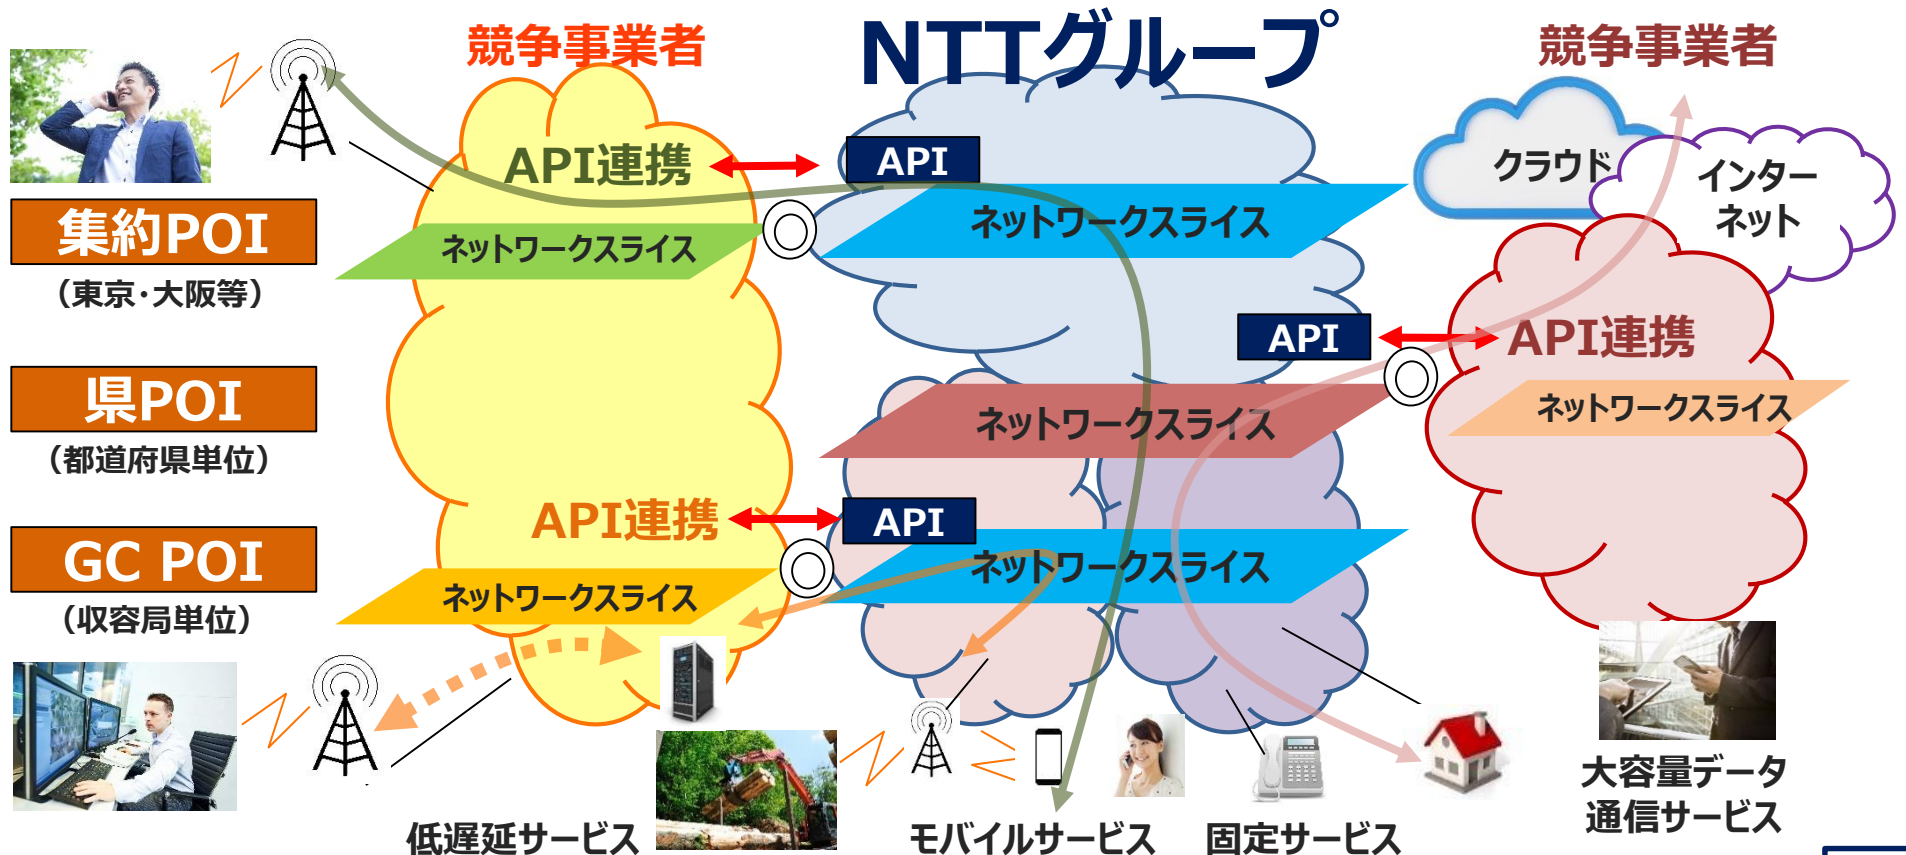 競争事業者
NTTグループ
競争事業者
API連携
API
クラウド
インター
ネット
集約POI
（東京・大阪等）
ネットワークスライス
ネットワークスライス
API
API連携
県POI
（都道府県単位）
ネットワークスライス
ネットワークスライス
API連携
API
GC POI
（収容局単位）
ネットワークスライス
ネットワークスライス
低遅延サービス
モバイルサービス
固定サービス
大容量データ
通信サービス